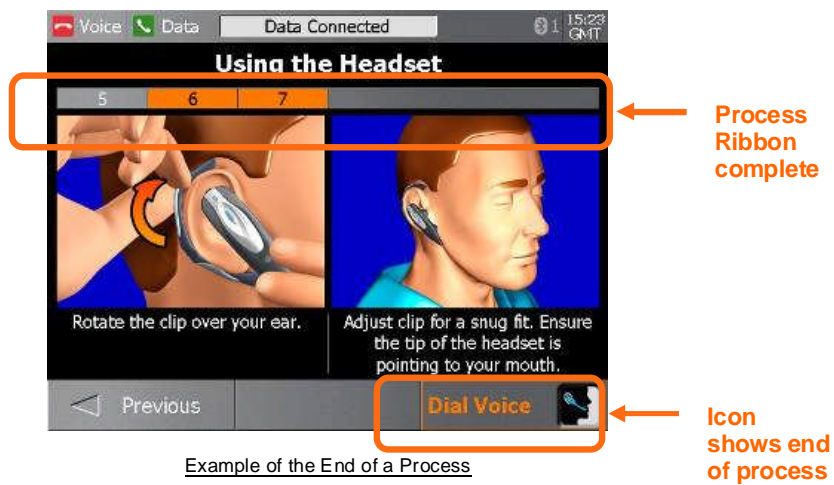 Voice Data Data Connected 1 15:23
GMT
Using the Headset
5 6 7
Process
Ribbon
complete
Rotate the clip over your ear.
Adjust clip for a snug fit. Ensure
the tip of the headset is
pointing to your mouth.
Previous Dial Voice
Icon
shows end
of process
Example of the End of a Process